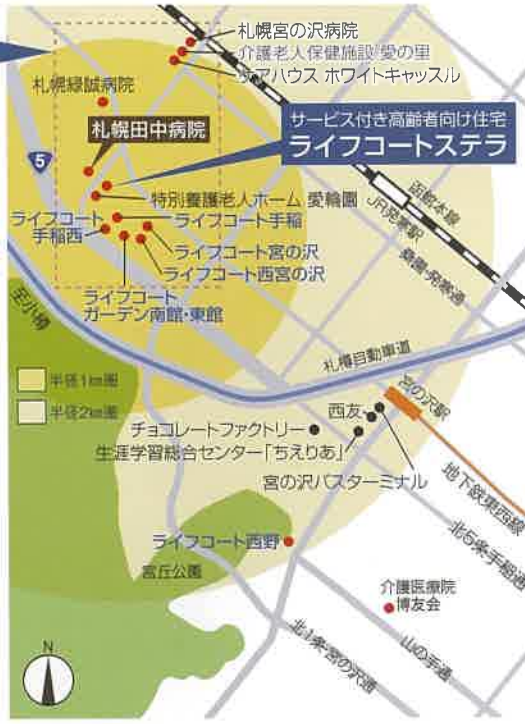 札幌宮の沢病院
介護老人保健施設 愛の里
ケアハウス ホワイトキャッスル
札幌緑誠病院
札幌田中病院
サービス付き高齢者向け住宅
ライフコートステラ
5
特別養護老人ホーム 愛輪園
ライフコート
手稲西
ライフコート手稲
ライフコート宮の沢
ライフコート西宮の沢
ライフコート
ガーデン南館・東館
函館本線
JR発寒駅
桑園・発寒通
至小樽
札樽自動車道
半径1km圏
半径2km圏
宮の沢駅
西友
チョコレートファクトリー
生涯学習総合センター「ちえりあ」
宮の沢バスターミナル
地下鉄東西線
北5条・手稲通
ライフコート西野
宮丘公園
介護医療院
博友会
N
北1条・宮の沢通
山の手通